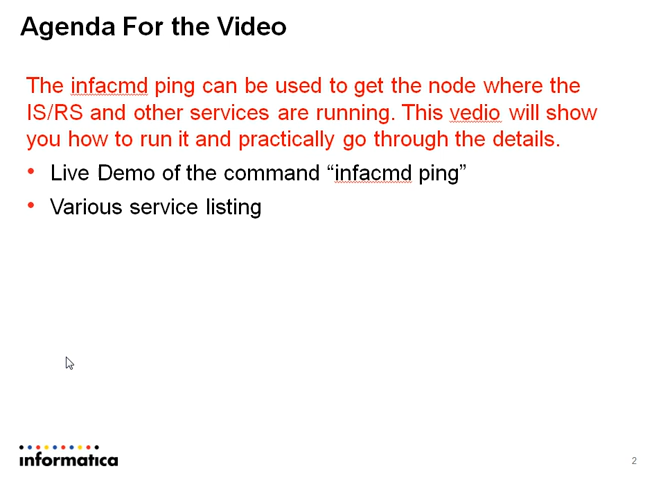 Agenda For the Video
The infacmd ping can be used to get the node where the
IS/RS and other services are running. This vedio will show
you how to run it and practically go through the details.
• Live Demo of the command “infacmd ping”
• Various service listing
informatica
2